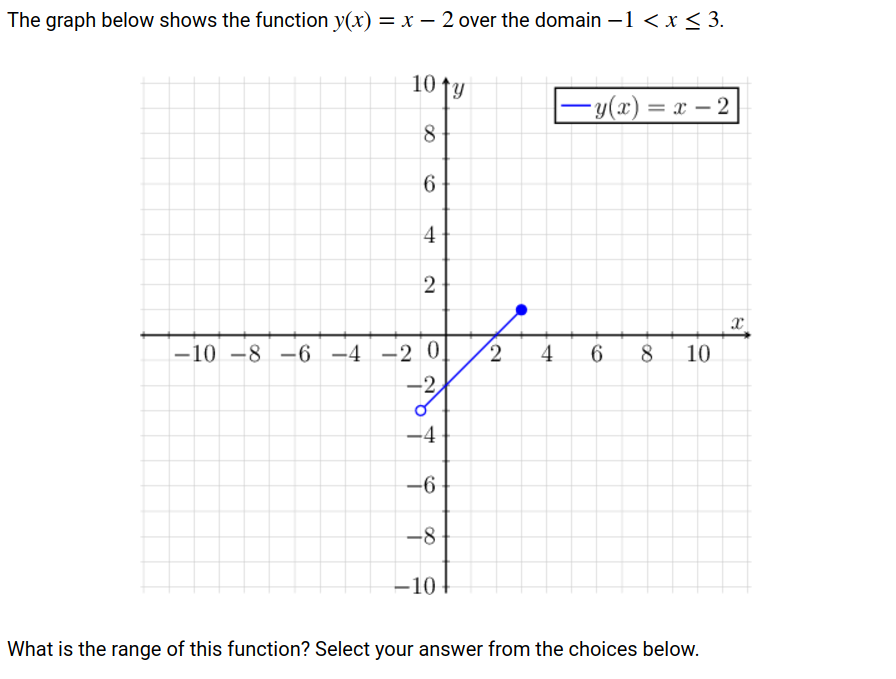 The graph below shows the function y(x) = x − 2 over the domain −1 < x ≤ 3.
10 y
y(x) = x − 2
8
6
4
2
x
−10 −8 −6 −4 −2 0 2 4 6 8 10
−2
−4
−6
−8
−10
What is the range of this function? Select your answer from the choices below.